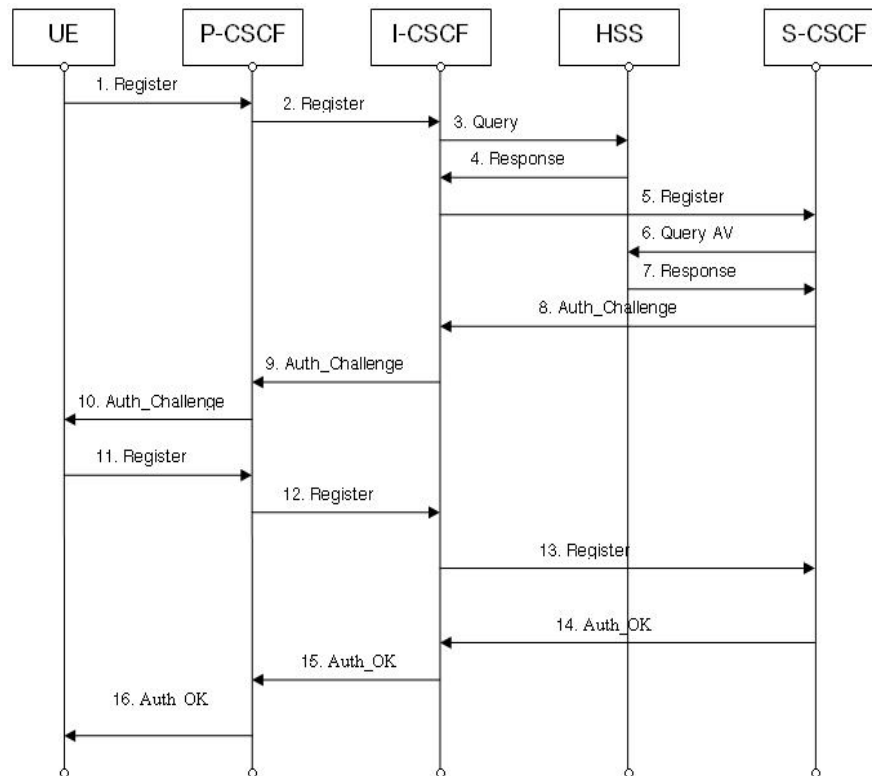 UE P-CSCF I-CSCF HSS S-CSCF
1. Register
2. Register
3. Query
4. Response
5. Register
6. Query AV
7. Response
8. Auth_Challenge
9. Auth_Challenge
10. Auth_Challenge
11. Register
12. Register
13. Register
14. Auth_OK
15. Auth_OK
16. Auth OK